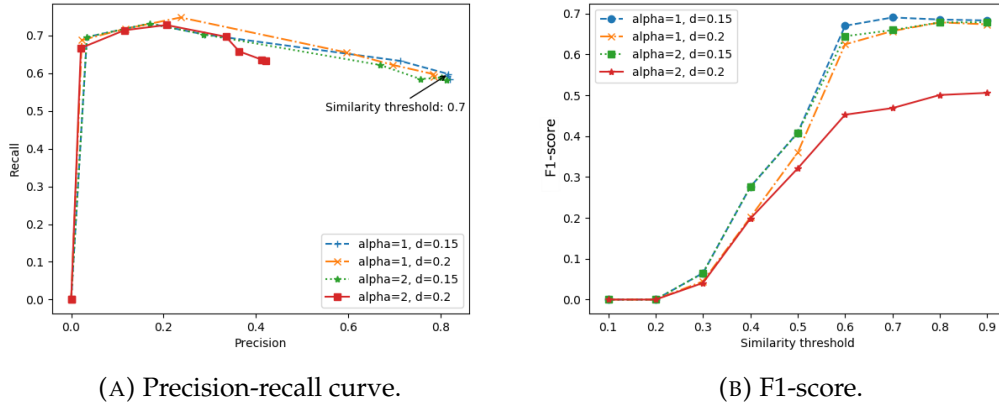 0.7
0.6
0.5
0.4
0.3
0.2
0.1
0.0
Recall
0.0 0.2 0.4 0.6 0.8
Precision
Similarity threshold: 0.7
alpha=1, d=0.15
alpha=1, d=0.2
alpha=2, d=0.15
alpha=2, d=0.2
(A) Precision-recall curve.
0.7
0.6
0.5
0.4
0.3
0.2
0.1
0.0
F1-score
alpha=1, d=0.15
alpha=1, d=0.2
alpha=2, d=0.15
alpha=2, d=0.2
0.1 0.2 0.3 0.4 0.5 0.6 0.7 0.8 0.9
Similarity threshold
(B) F1-score.